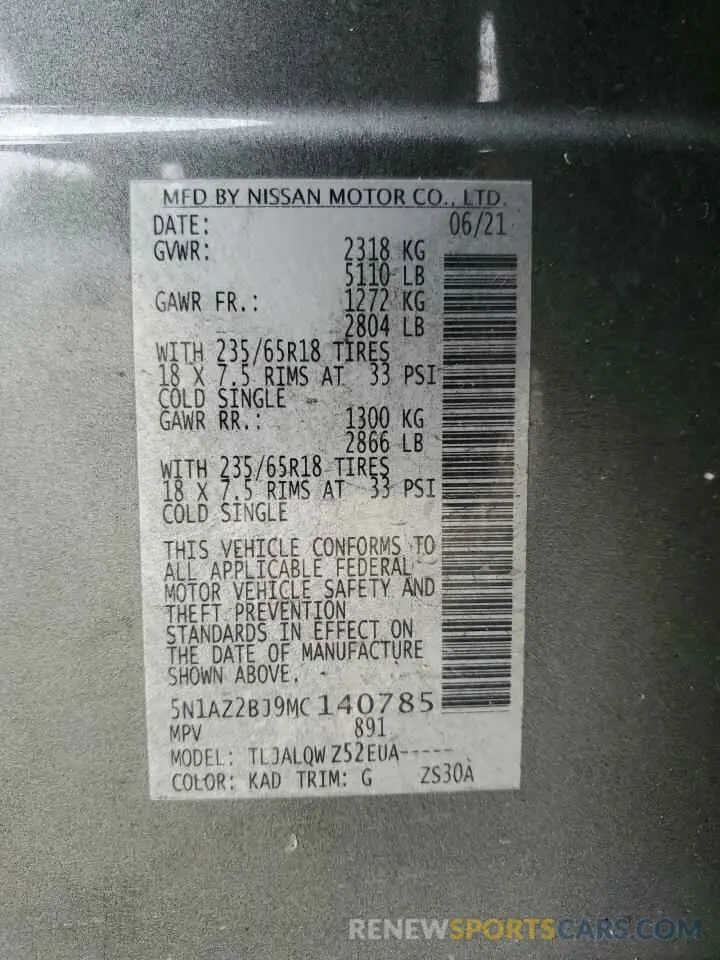 MFD BY NISSAN MOTOR CO., LTD.
DATE: 06/21
GVWR: 2318 KG
5110 LB
GAWR FR.: 1272 KG
2804 LB
WITH 235/65R18 TIRES
18 X 7.5 RIMS AT 33 PSI
COLD SINGLE
GAWR RR.: 1300 KG
2866 LB
WITH 235/65R18 TIRES
18 X 7.5 RIMS AT 33 PSI
COLD SINGLE
THIS VEHICLE CONFORMS TO
ALL APPLICABLE FEDERAL
MOTOR VEHICLE SAFETY AND
THEFT PREVENTION
STANDARDS IN EFFECT ON
THE DATE OF MANUFACTURE
SHOWN ABOVE.
5N1AZ2BJ9MC140785
MPV 891
MODEL: TLJALQW Z52EUA-----
COLOR: KAD TRIM: G ZS30A
RENEWSPORTSCARS.COM